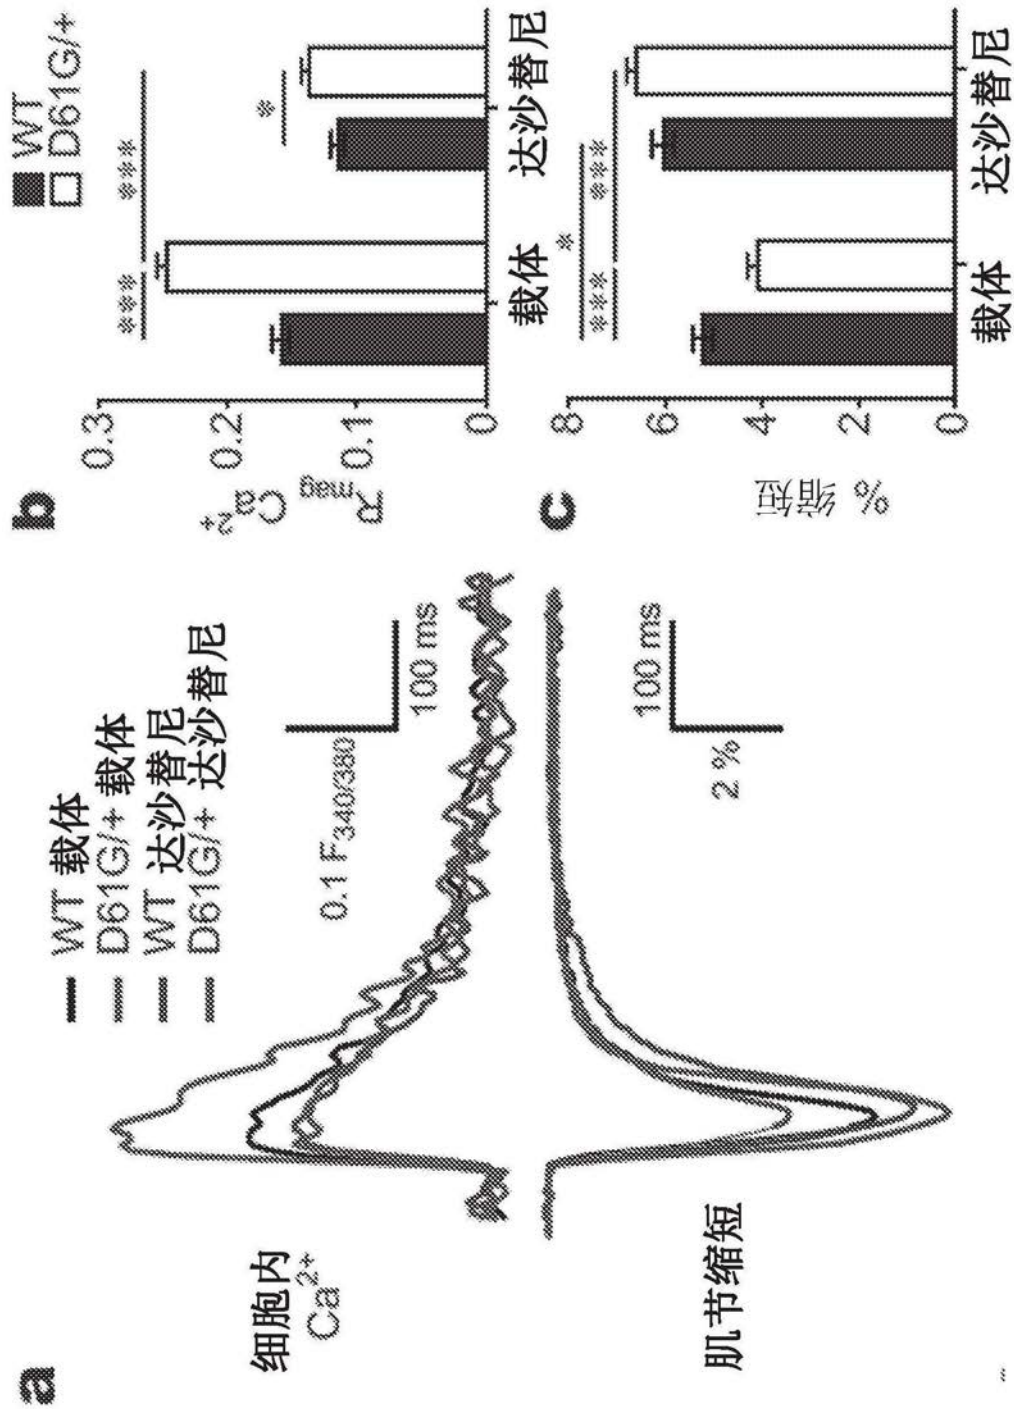 a
WT 载体
D61G/+ 载体
WT 达沙替尼
D61G/+ 达沙替尼
细胞内
Ca2+
0.1 F340/380
100 ms
肌节缩短
2 %
100 ms
b
WT
D61G/+
Rmag
Ca2+
0.3
0.2
0.1
0
***
***
*
载体
达沙替尼
c
% 缩短
8
6
4
2
0
*
***
***
载体
达沙替尼